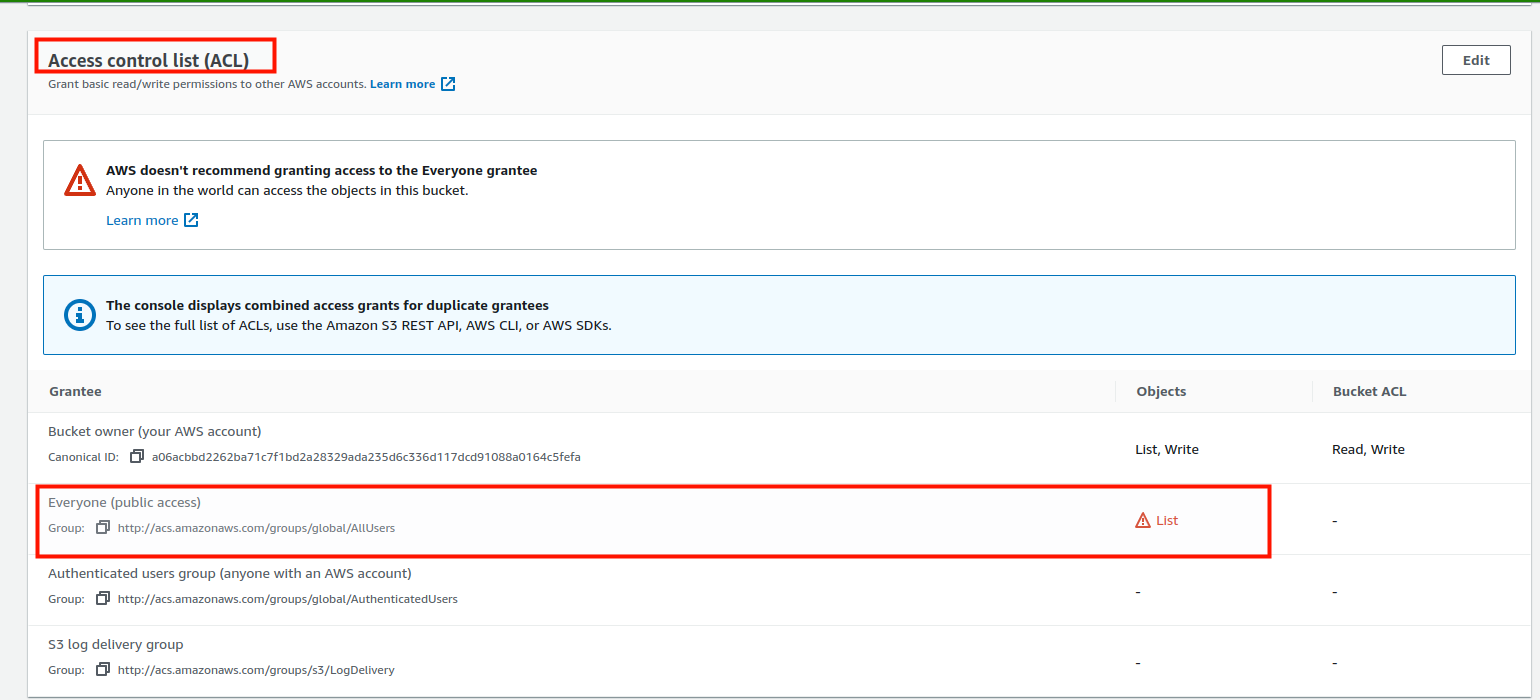 Access control list (ACL)
Edit
Grant basic read/write permissions to other AWS accounts. Learn more
AWS doesn't recommend granting access to the Everyone grantee
Anyone in the world can access the objects in this bucket.
Learn more
The console displays combined access grants for duplicate grantees
To see the full list of ACLs, use the Amazon S3 REST API, AWS CLI, or AWS SDKs.
Grantee Objects Bucket ACL
Bucket owner (your AWS account)
List, Write Read, Write
Canonical ID: a06acbbd2262ba71c7f1bd2a28329ada235d6c336d117dcd91088a0164c5fefa
Everyone (public access)
List -
Group: http://acs.amazonaws.com/groups/global/AllUsers
Authenticated users group (anyone with an AWS account)
- -
Group: http://acs.amazonaws.com/groups/global/AuthenticatedUsers
S3 log delivery group
- -
Group: http://acs.amazonaws.com/groups/s3/LogDelivery